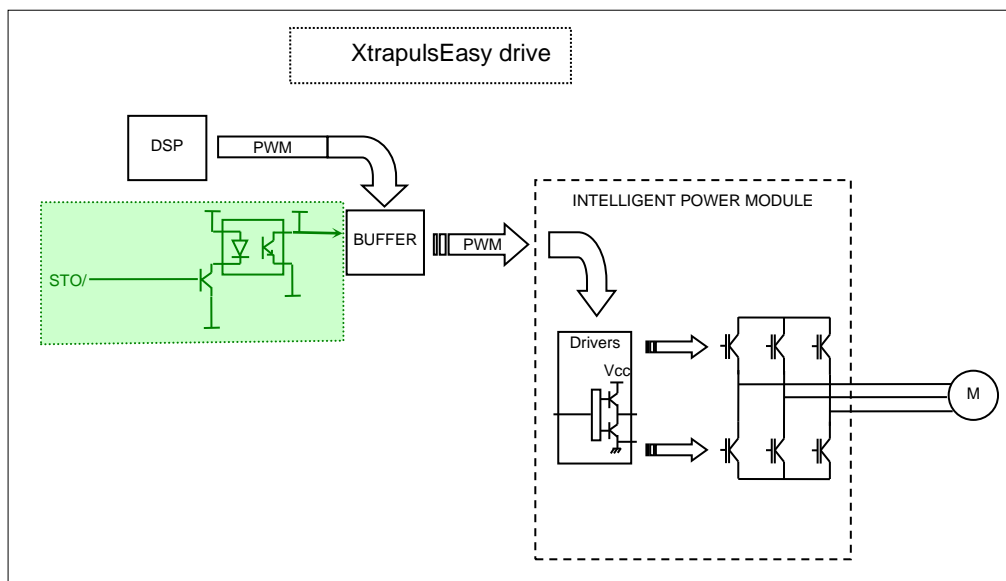 XtrapulsEasy drive
DSP
PWM
INTELLIGENT POWER MODULE
BUFFER
PWM
STO/
Drivers
Vcc
M